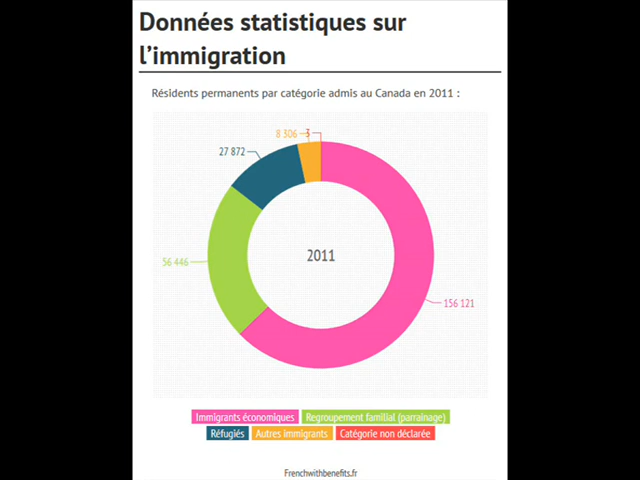 Données statistiques sur
l’immigration
Résidents permanents par catégorie admis au Canada en 2011 :
8 306 3
27 872
56 446
2011
156 121
Immigrants économiques Regroupement familial (parrainage)
Réfugiés Autres immigrants Catégorie non déclarée
Frenchwithbenefits.fr